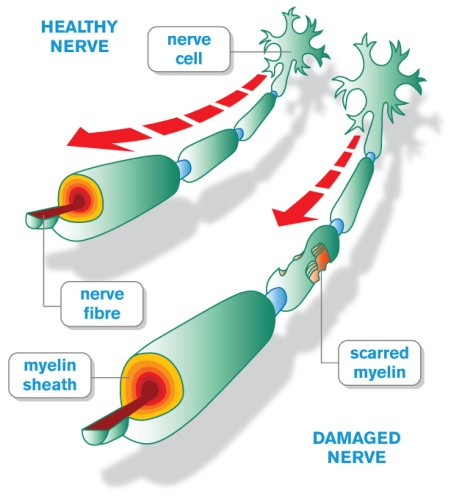 HEALTHY
NERVE
nerve
cell
nerve
fibre
myelin
sheath
scarred
myelin
DAMAGED
NERVE